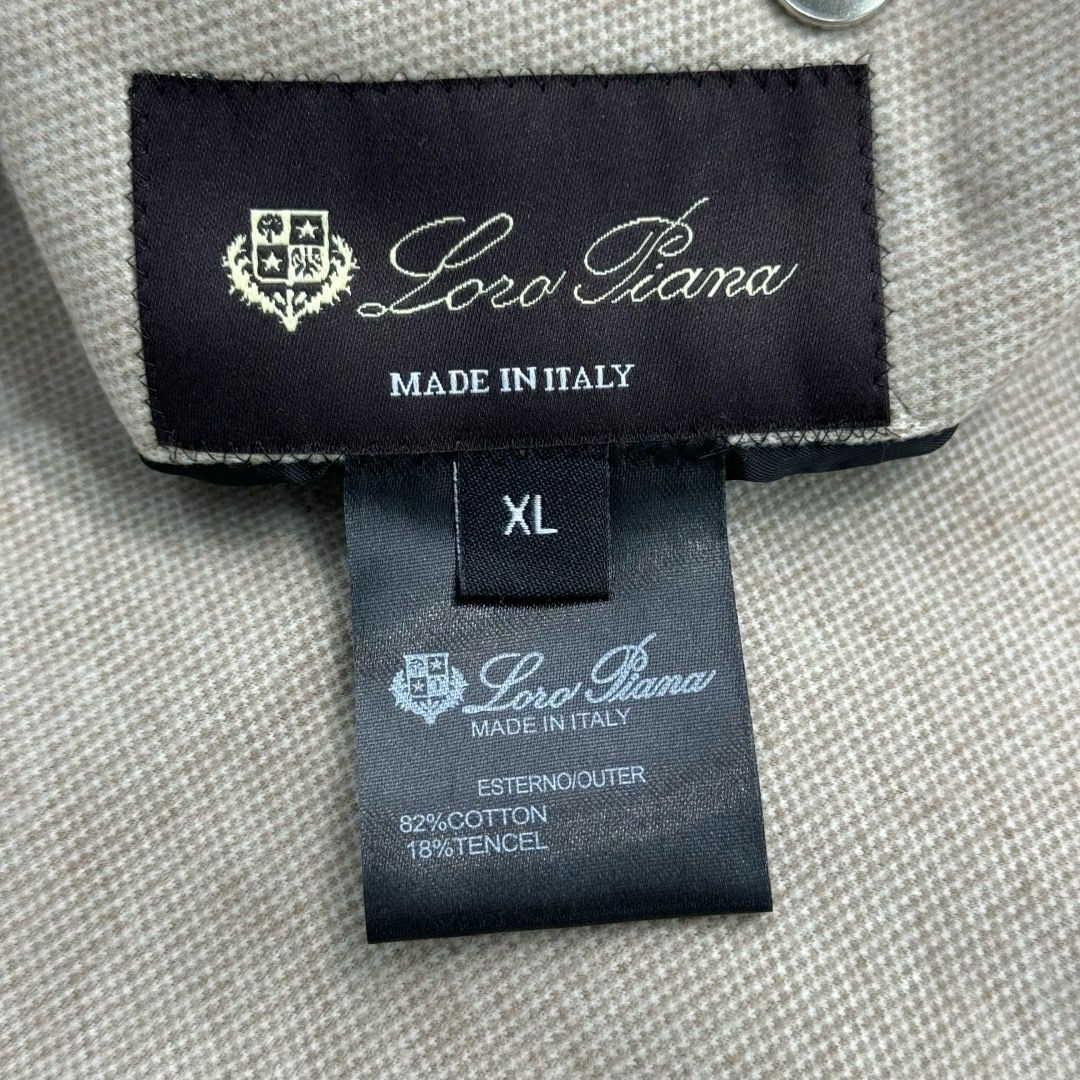 Loro Piana
MADE IN ITALY
XL
Loro Piana
MADE IN ITALY
ESTERNO/OUTER
82%COTTON
18%TENCEL